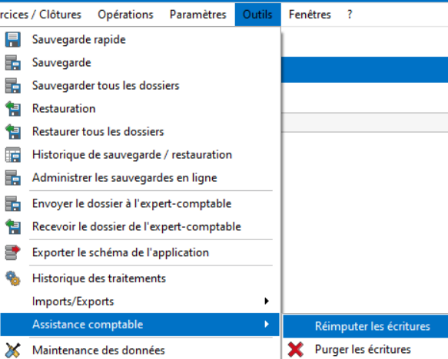 rcices / Clôtures Opérations Paramètres Outils Fenêtres ?
Sauvegarde rapide
Sauvegarde
Sauvegarder tous les dossiers
Restauration
Restaurer tous les dossiers
Historique de sauvegarde / restauration
Administrer les sauvegardes en ligne
Envoyer le dossier à l'expert-comptable
Recevoir le dossier de l'expert-comptable
Exporter le schéma de l'application
Historique des traitements
Imports/Exports
Assistance comptable
Réimputer les écritures
Maintenance des données
Purger les écritures